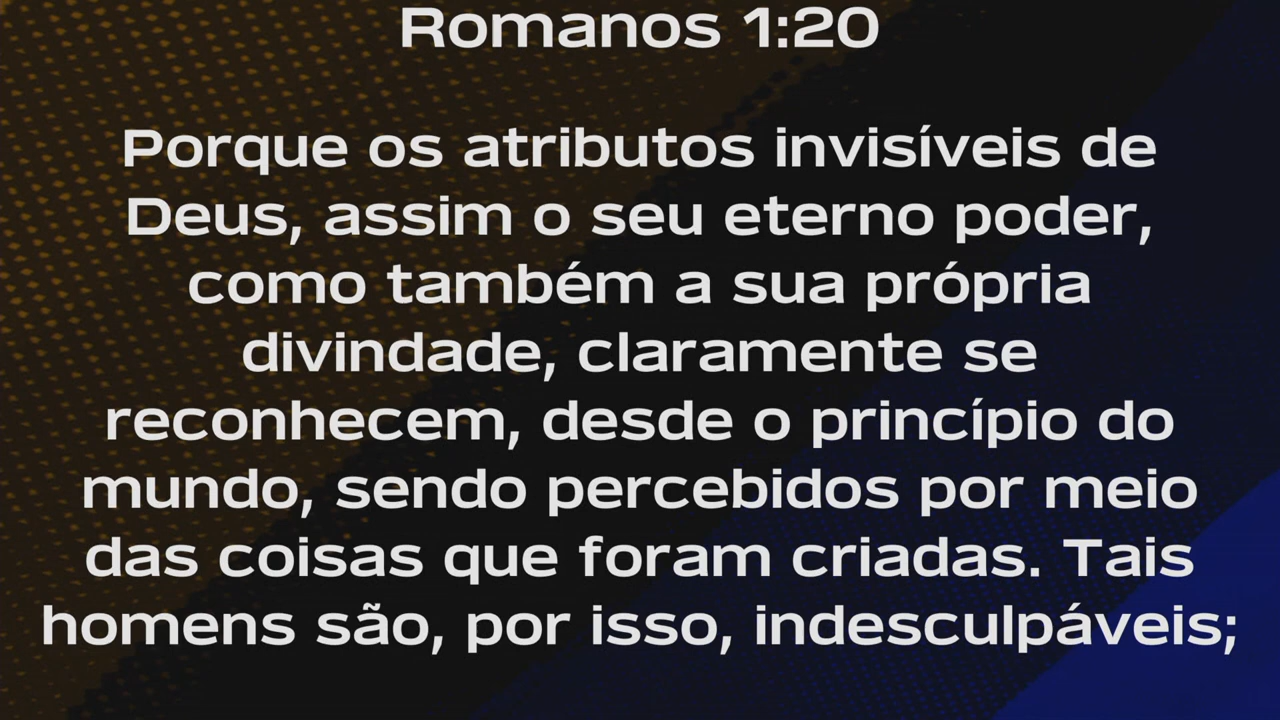 Romanos 1:20
Porque os atributos invisíveis de
Deus, assim o seu eterno poder,
como também a sua própria
divindade, claramente se
reconhecem, desde o princípio do
mundo, sendo percebidos por meio
das coisas que foram criadas. Tais
homens são, por isso, indesculpáveis;